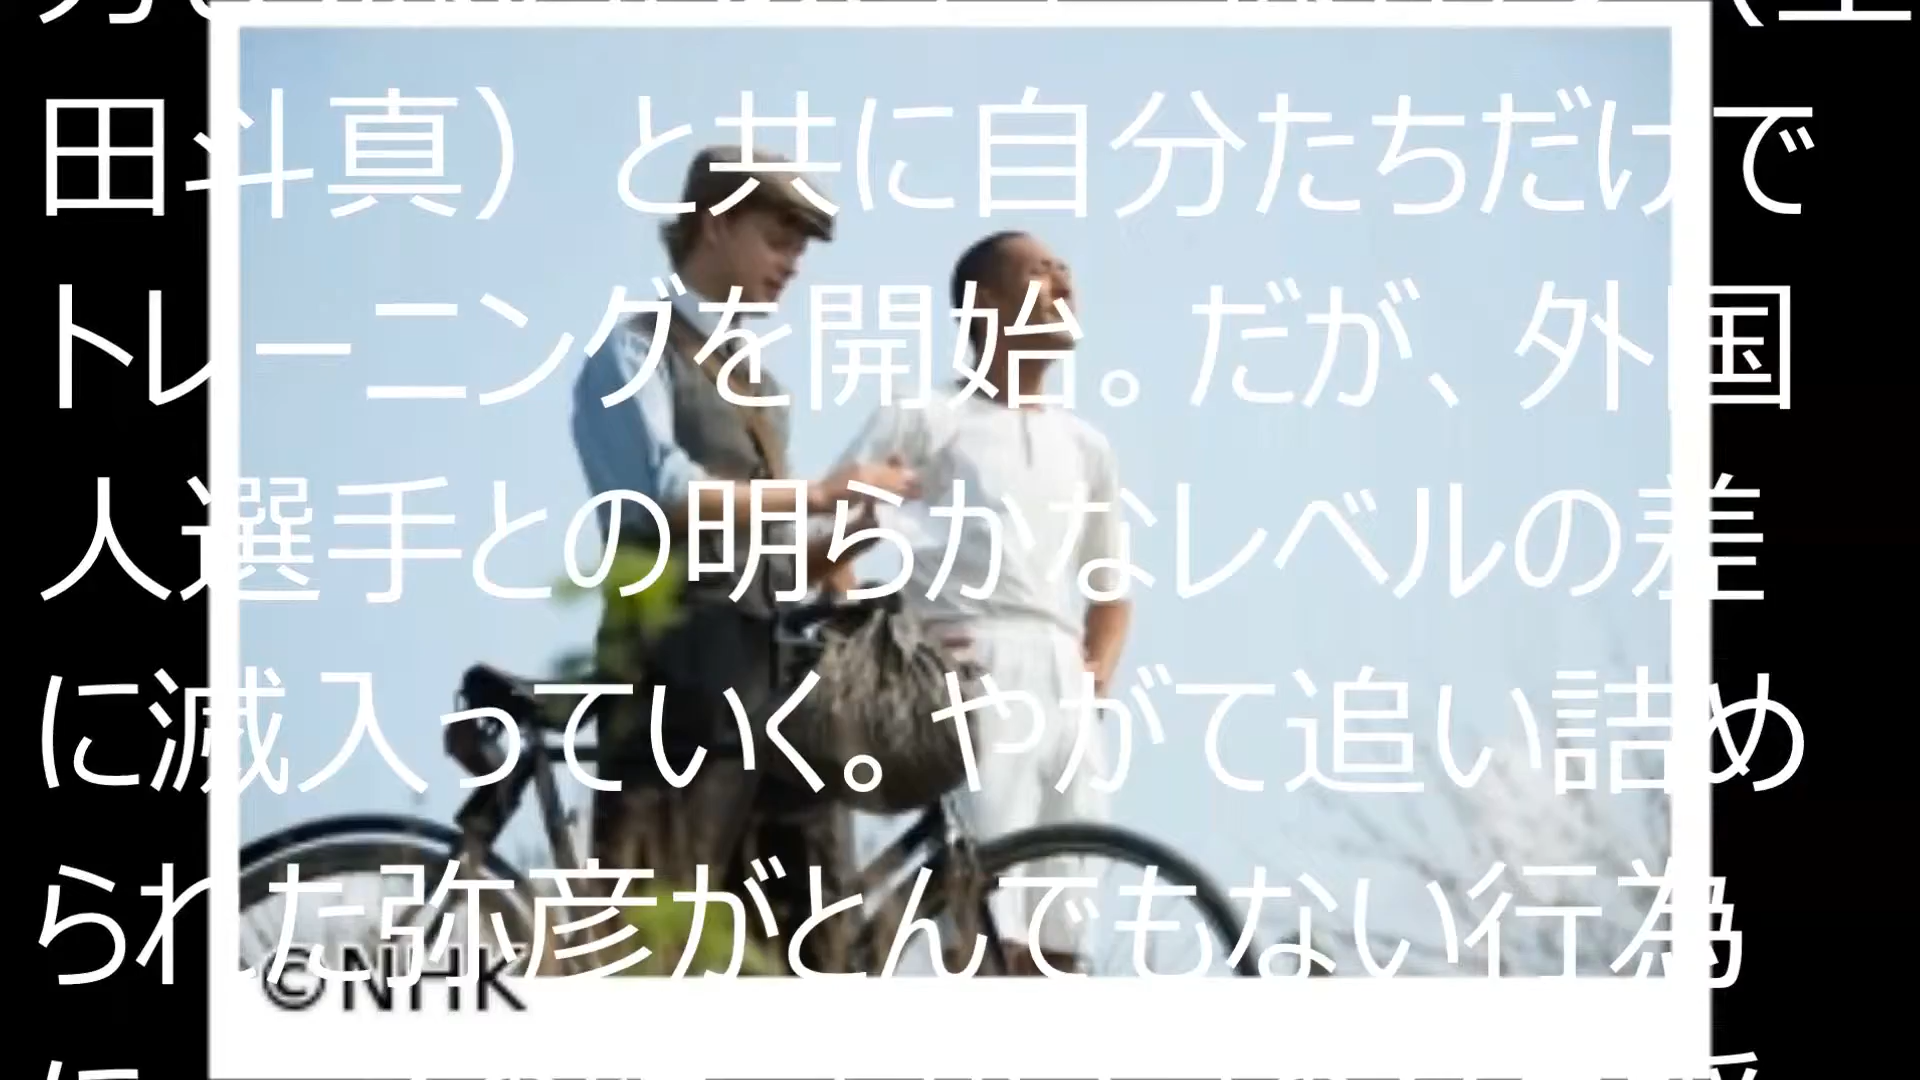 田斗真）と共に自分たちだけで
トレーニングを開始。だが、外国
人選手との明らかなレベルの差
に滅入っていく。やがて追い詰め
られた弥彦がとんでもない行為
©NHK